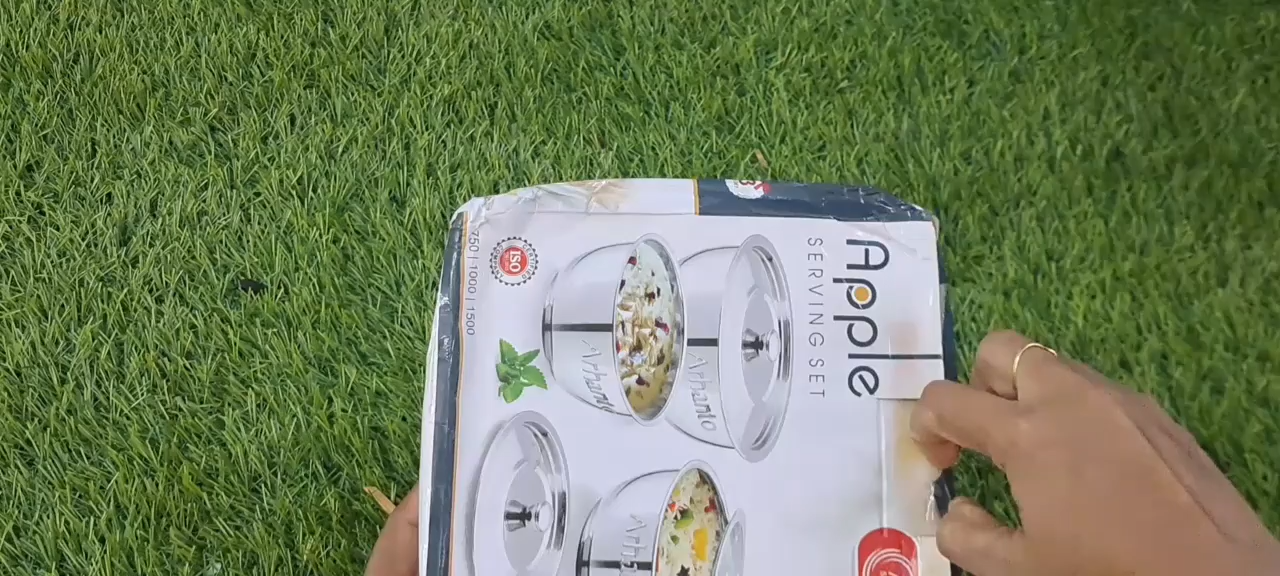 Apple
SERVING SET
Arhanto
Arhanto
ISO
750 | 1000 | 1500